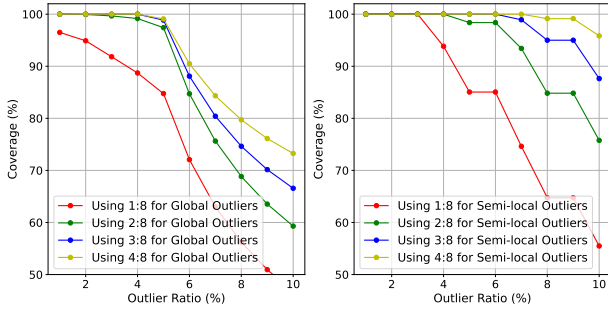 100
90
80
70
60
50
Coverage (%)
Using 1:8 for Global Outliers
Using 2:8 for Global Outliers
Using 3:8 for Global Outliers
Using 4:8 for Global Outliers
2 4 6 8 10
Outlier Ratio (%)
100
90
80
70
60
50
Coverage (%)
Using 1:8 for Semi-local Outliers
Using 2:8 for Semi-local Outliers
Using 3:8 for Semi-local Outliers
Using 4:8 for Semi-local Outliers
2 4 6 8 10
Outlier Ratio (%)